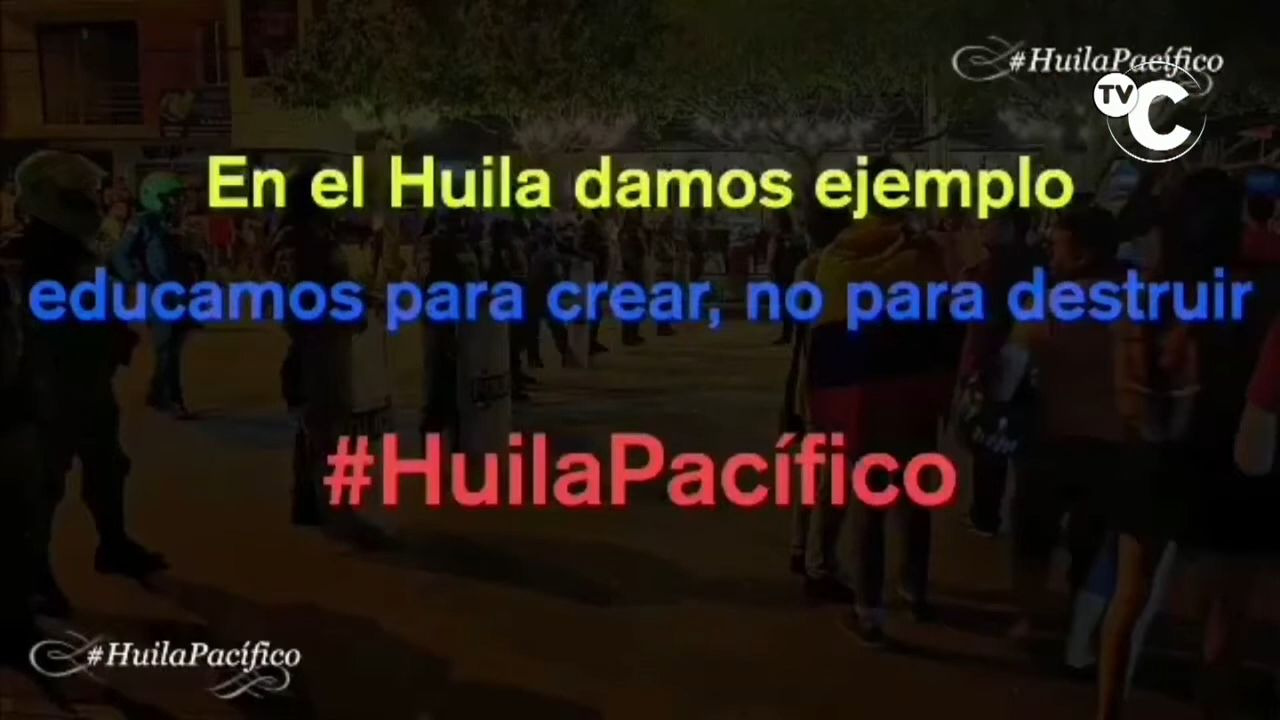 #HuilaPacífico
TV C
En el Huila damos ejemplo
educamos para crear, no para destruir
#HuilaPacífico
#HuilaPacífico